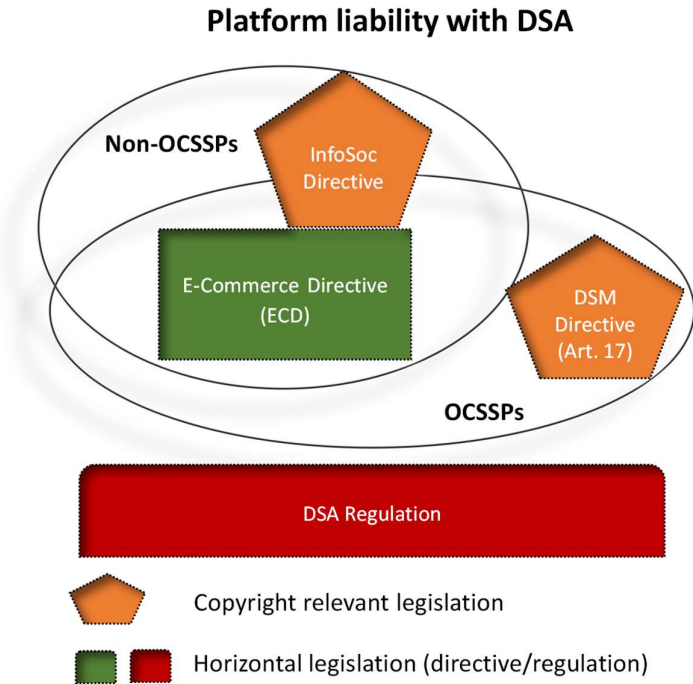 Platform liability with DSA
Non-OCSSPs
InfoSoc
Directive
E-Commerce Directive
(ECD)
DSM
Directive
(Art. 17)
OCSSPs
DSA Regulation
Copyright relevant legislation
Horizontal legislation (directive/regulation)